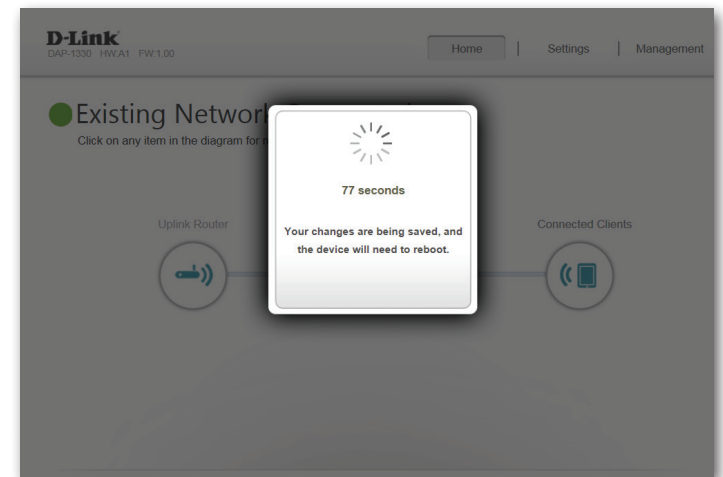 D-Link
DAP-1330 HW:A1 FW:1.00
Home | Settings | Management
Existing Network
Click on any item in the diagram for
77 seconds
Your changes are being saved, and
the device will need to reboot.
Uplink Router
Connected Clients